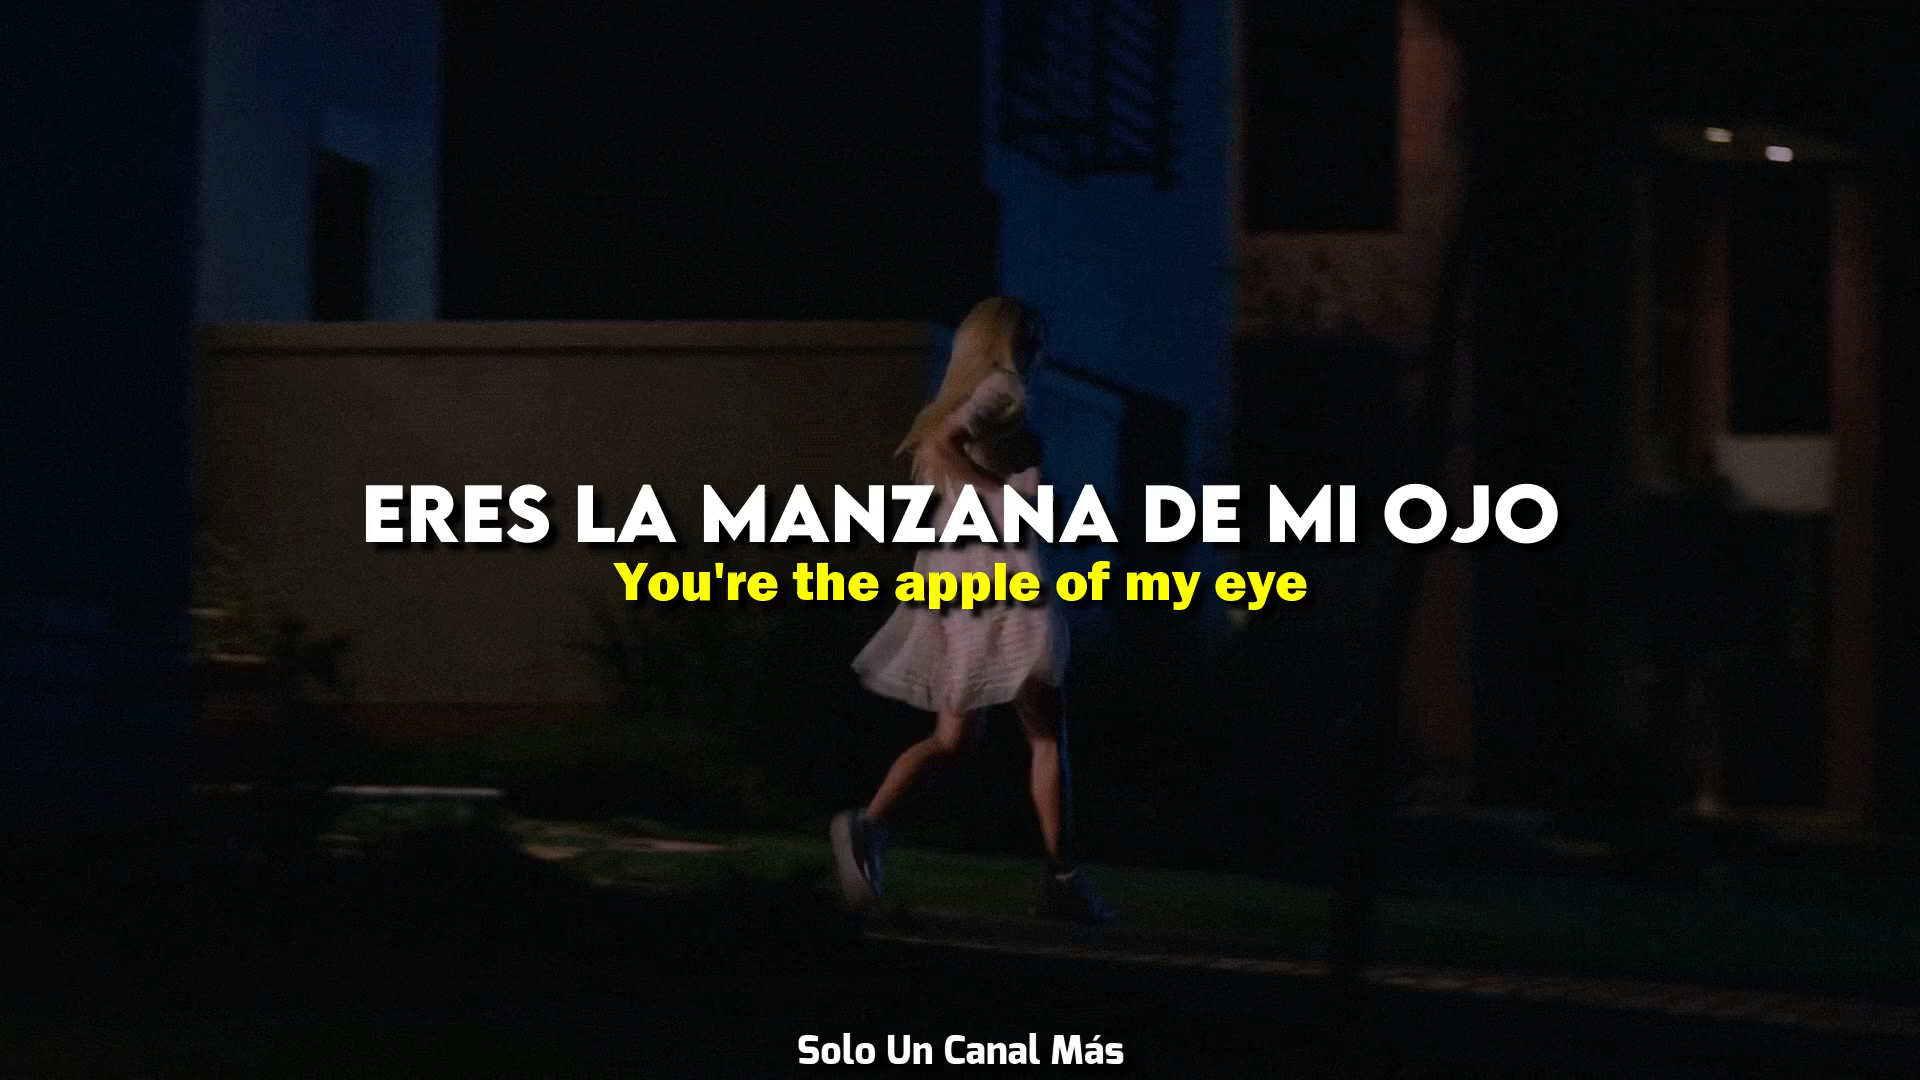 ERES LA MANZANA DE MI OJO
You're the apple of my eye
Solo Un Canal Más